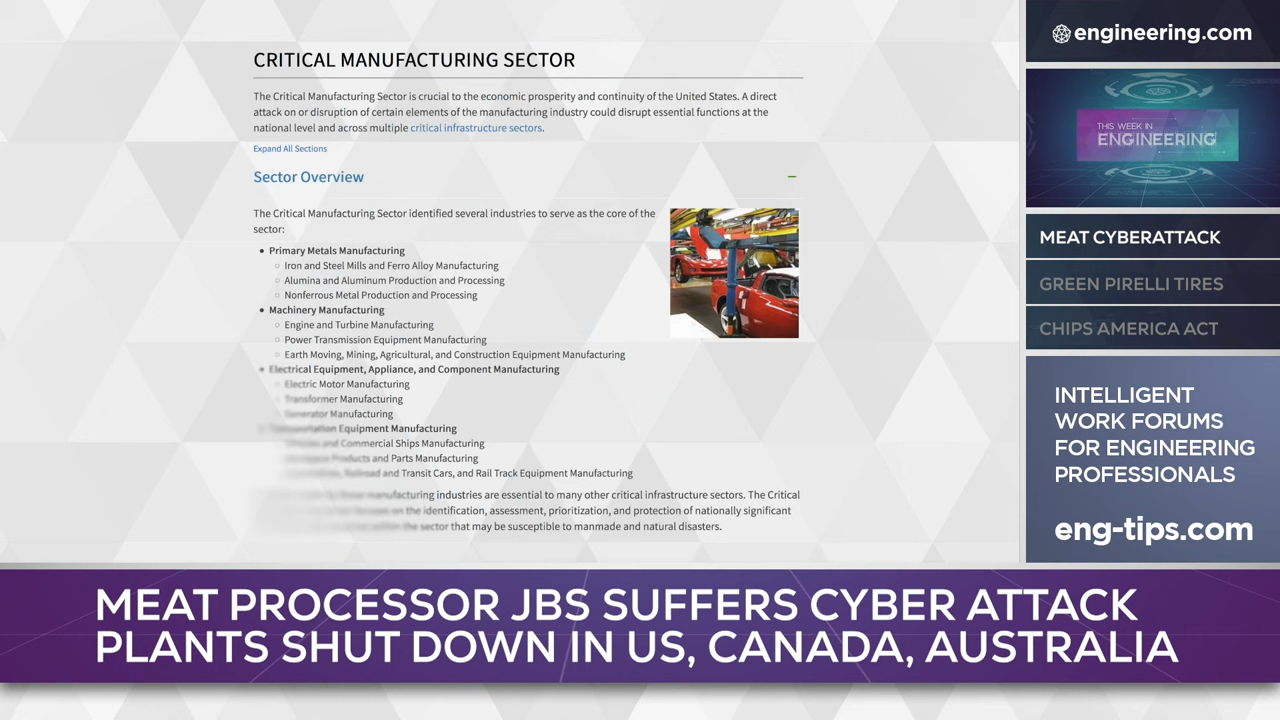 CRITICAL MANUFACTURING SECTOR
The Critical Manufacturing Sector is crucial to the economic prosperity and continuity of the United States. A direct
attack on or disruption of certain elements of the manufacturing industry could disrupt essential functions at the
national level and across multiple critical infrastructure sectors.
Expand All Sections
Sector Overview
The Critical Manufacturing Sector identified several industries to serve as the core of the
sector:
Primary Metals Manufacturing
Iron and Steel Mills and Ferro Alloy Manufacturing
Alumina and Aluminum Production and Processing
Nonferrous Metal Production and Processing
Machinery Manufacturing
Engine and Turbine Manufacturing
Power Transmission Equipment Manufacturing
Earth Moving, Mining, Agricultural, and Construction Equipment Manufacturing
Electrical Equipment, Appliance, and Component Manufacturing
Electric Motor Manufacturing
Transformer Manufacturing
Generator Manufacturing
Transportation Equipment Manufacturing
and Commercial Ships Manufacturing
Products and Parts Manufacturing
Railroad and Transit Cars, and Rail Track Equipment Manufacturing
manufacturing industries are essential to many other critical infrastructure sectors. The Critical
on the identification, assessment, prioritization, and protection of nationally significant
within the sector that may be susceptible to manmade and natural disasters.
engineering.com
THIS WEEK IN
ENGINEERING
MEAT CYBERATTACK
GREEN PIRELLI TIRES
CHIPS AMERICA ACT
INTELLIGENT
WORK FORUMS
FOR ENGINEERING
PROFESSIONALS
eng-tips.com
MEAT PROCESSOR JBS SUFFERS CYBER ATTACK
PLANTS SHUT DOWN IN US, CANADA, AUSTRALIA